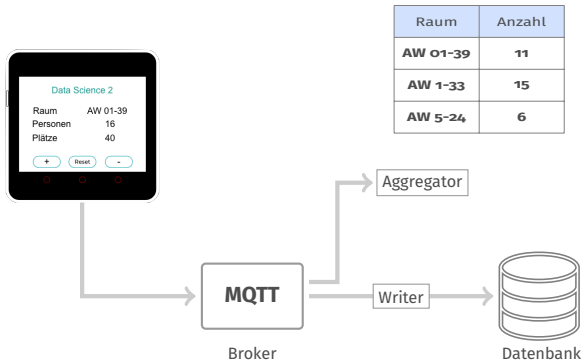 Raum Anzahl
AW 01-39 11
AW 1-33 15
AW 5-24 6
Data Science 2
Raum AW 01-39
Personen 16
Plätze 40
+ Reset -
Aggregator
MQTT
Writer
Broker
Datenbank